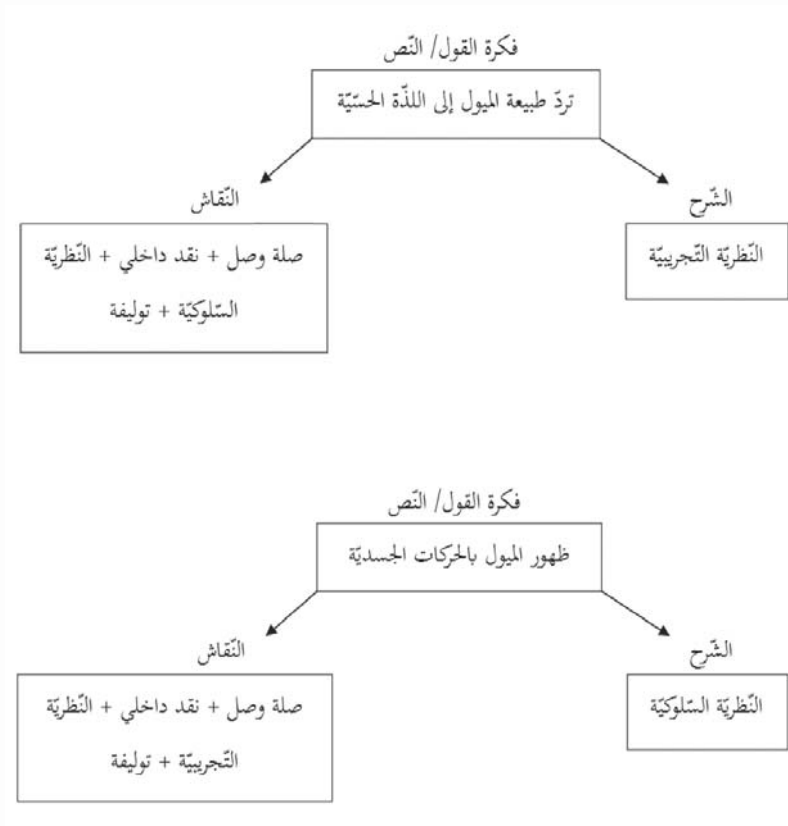 فكرة القول/ النّص
تردّ طبيعة الميول إلى اللذّة الحسّيّة
الشّرح
النّظريّة التّجريبيّة
النّقاش
صلة وصل + نقد داخلي + النّظريّة
السّلوكيّة + توليفة
فكرة القول/ النّص
ظهور الميول بالحركات الجسديّة
الشّرح
النّظريّة السّلوكيّة
النّقاش
صلة وصل + نقد داخلي + النّظريّة
التّجريبيّة + توليفة